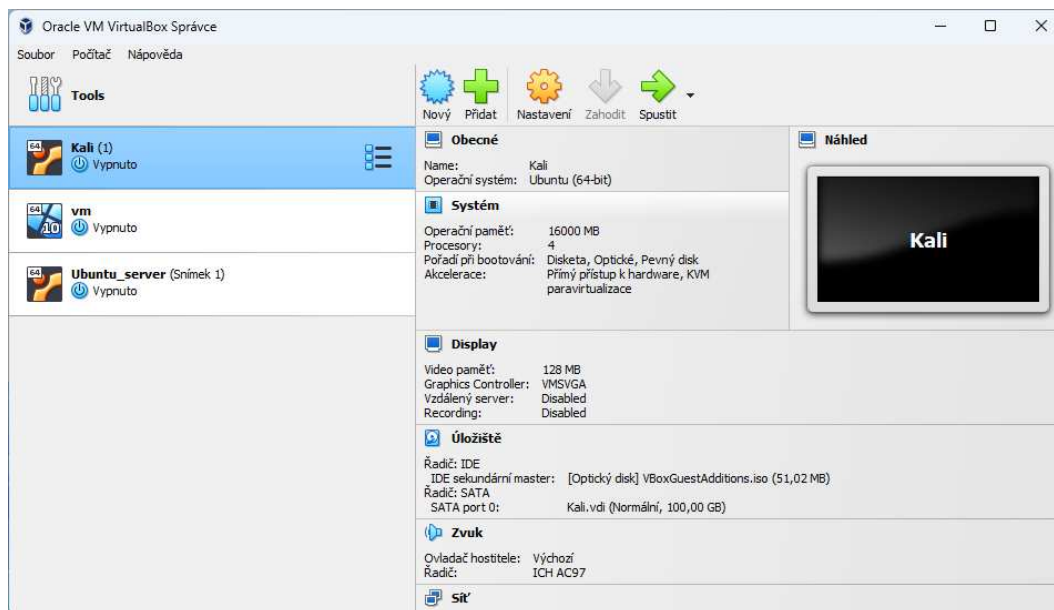 Oracle VM VirtualBox Správce
Soubor Počítač Nápověda
Tools
Nový Přidat Nastavení Zahodit Spustit
64
Kali (1)
Vypnuto
64
10
vm
Vypnuto
64
Ubuntu_server (Snímek 1)
Vypnuto
Obecné
Name: Kali
Operační systém: Ubuntu (64-bit)
Náhled
Kali
Systém
Operační paměť: 16000 MB
Procesory: 4
Pořadí při bootování: Disketa, Optické, Pevný disk
Akcelerace: Přímý přístup k hardware, KVM
paravirtualizace
Display
Video paměť: 128 MB
Graphics Controller: VMSVGA
Vzdálený server: Disabled
Recording: Disabled
Úložiště
Řadič: IDE
IDE sekundární master: [Optický disk] VBoxGuestAdditions.iso (51,02 MB)
Řadič: SATA
SATA port 0: Kali.vdi (Normální, 100,00 GB)
Zvuk
Ovladač hostitele: Výchozí
Řadič: ICH AC97
Síť